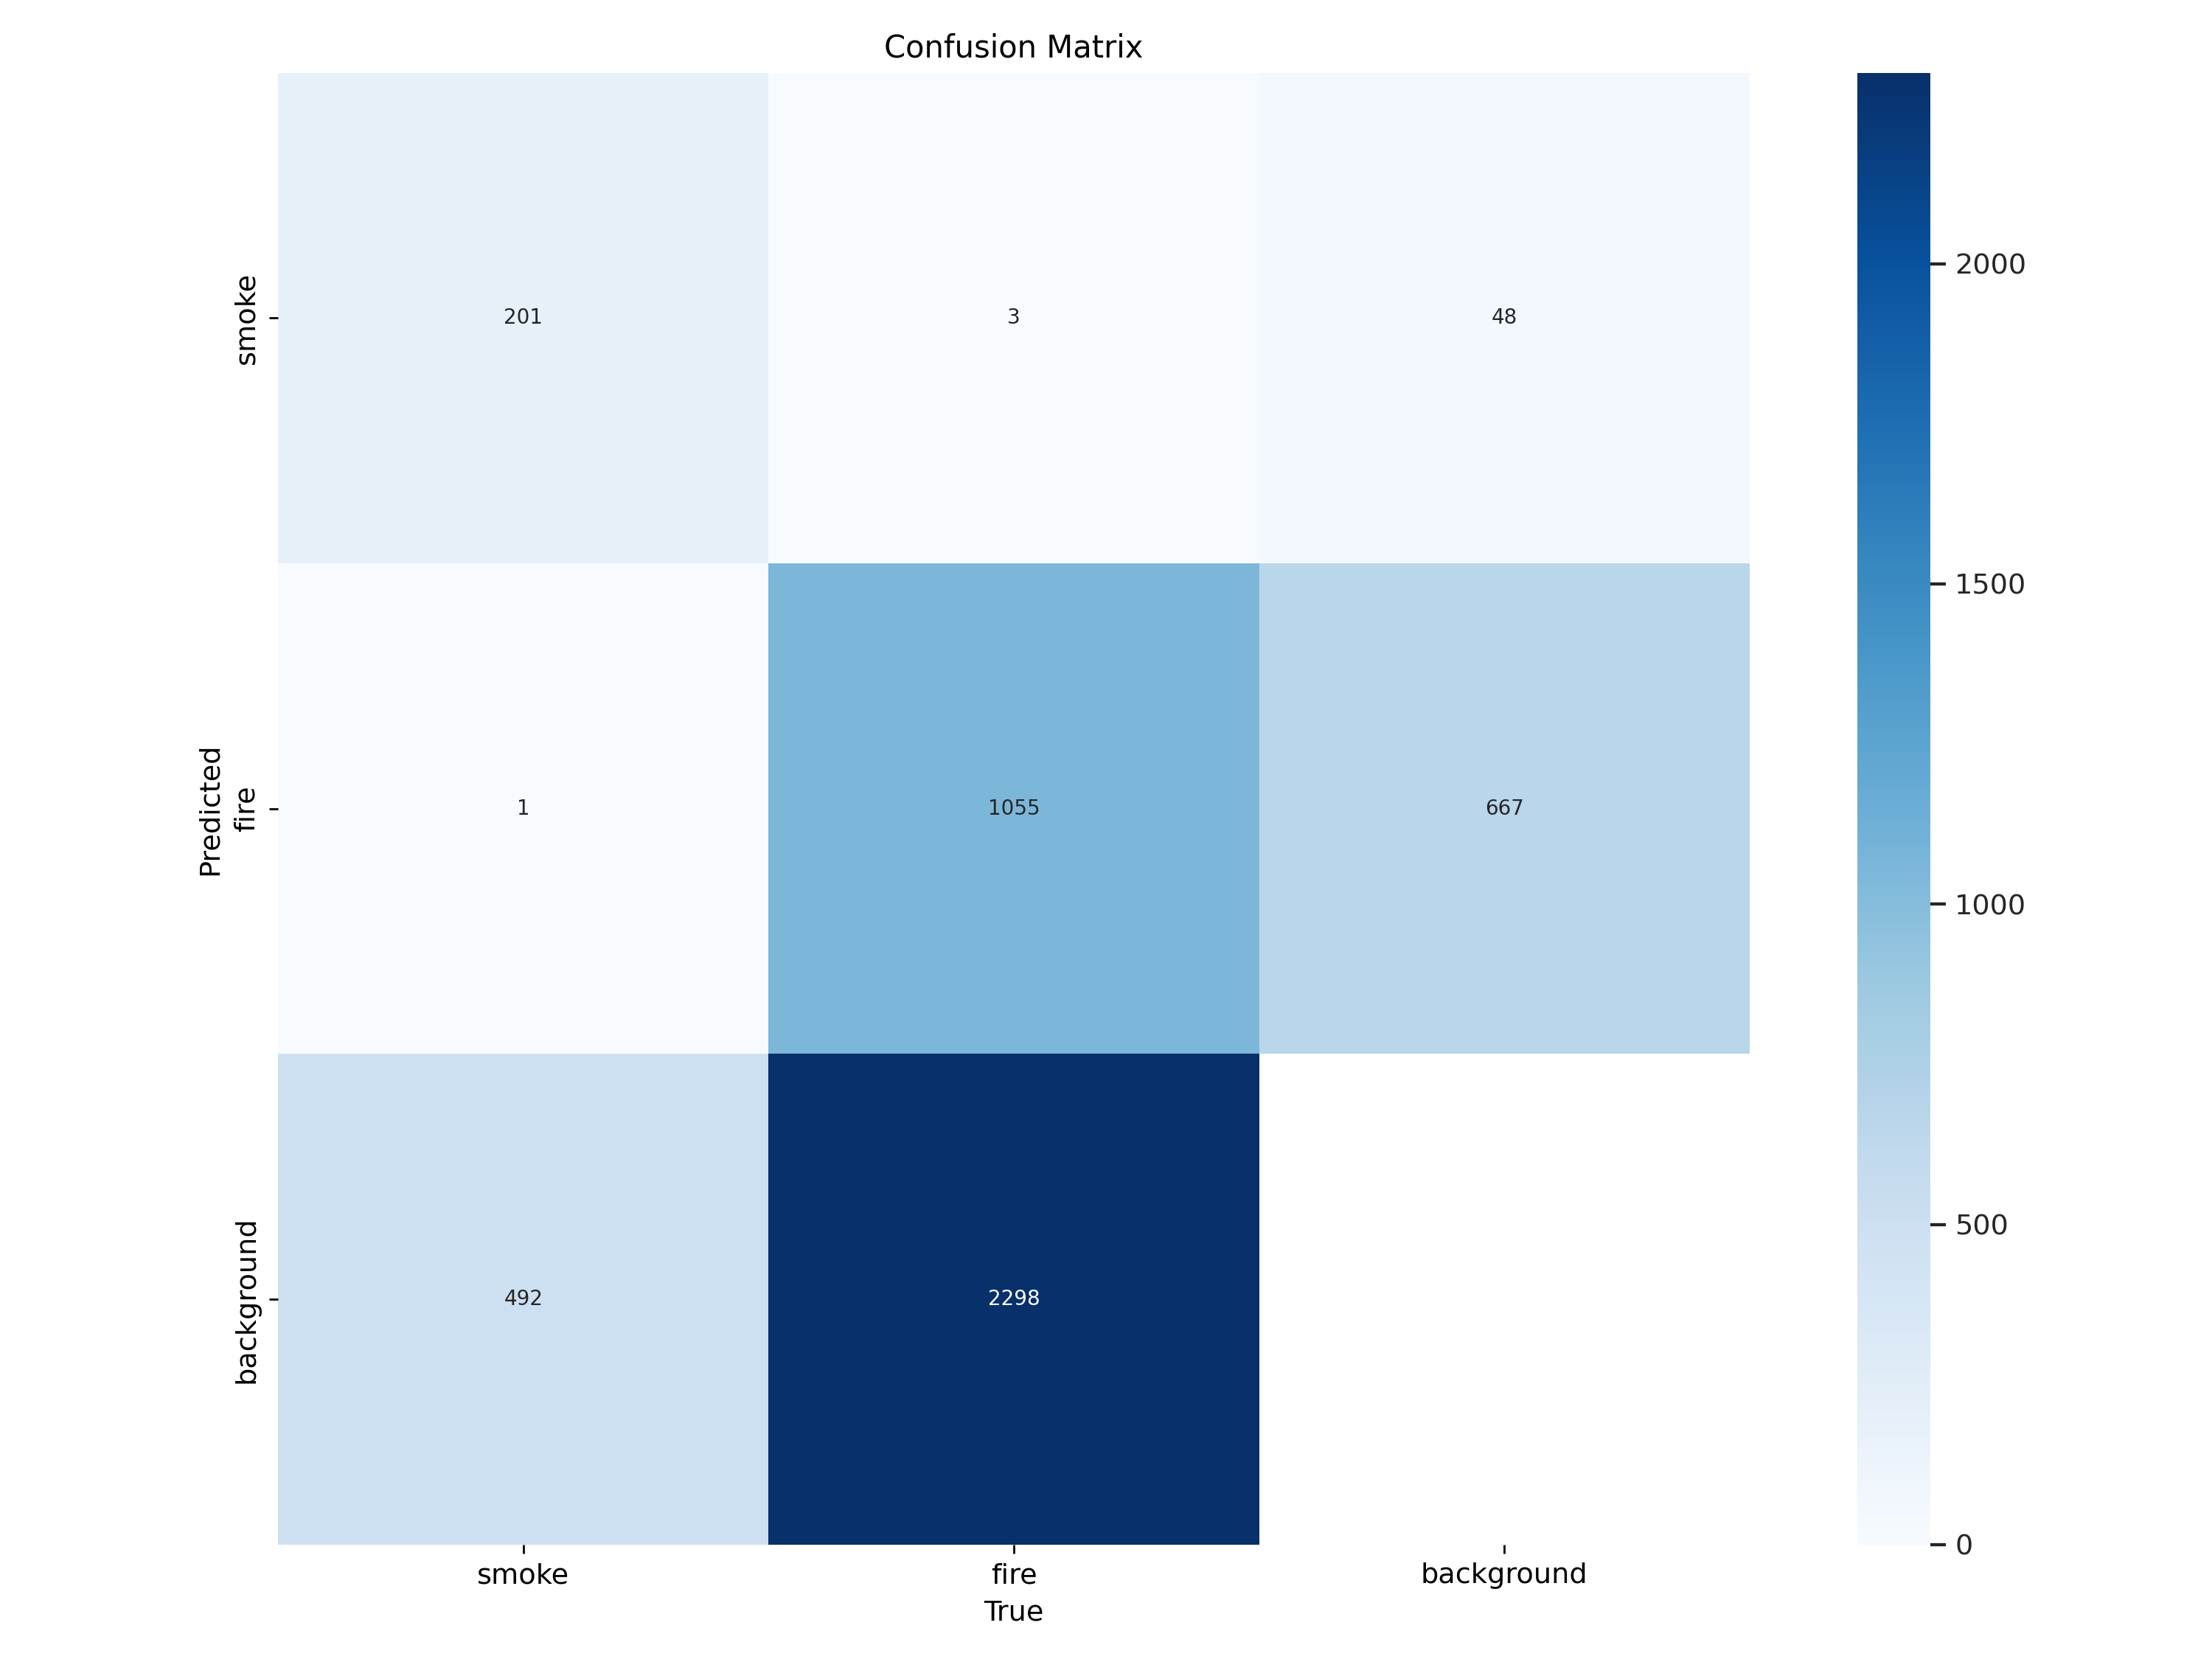 Confusion Matrix
smoke
201
3
48
2000
1500
Predicted
fire
1
1055
667
1000
background
492
2298
500
0
smoke
fire
background
True